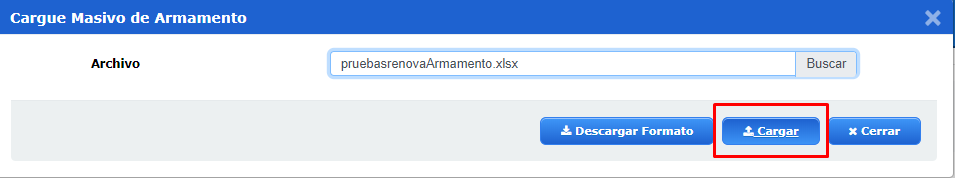 Cargue Masivo de Armamento
Archivo pruebasrenovaArmamento.xlsx Buscar
Descargar Formato Cargar Cerrar